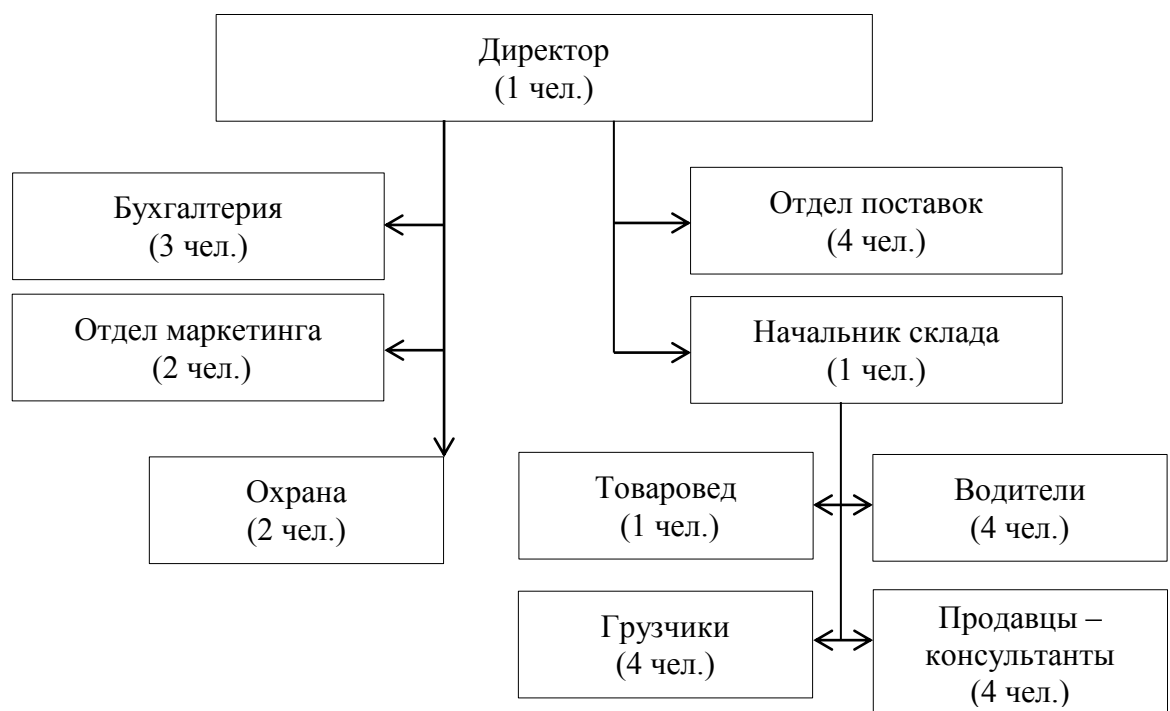 Директор
(1 чел.)
Бухгалтерия
(3 чел.)
Отдел поставок
(4 чел.)
Отдел маркетинга
(2 чел.)
Начальник склада
(1 чел.)
Охрана
(2 чел.)
Товаровед
(1 чел.)
Водители
(4 чел.)
Грузчики
(4 чел.)
Продавцы –
консультанты
(4 чел.)